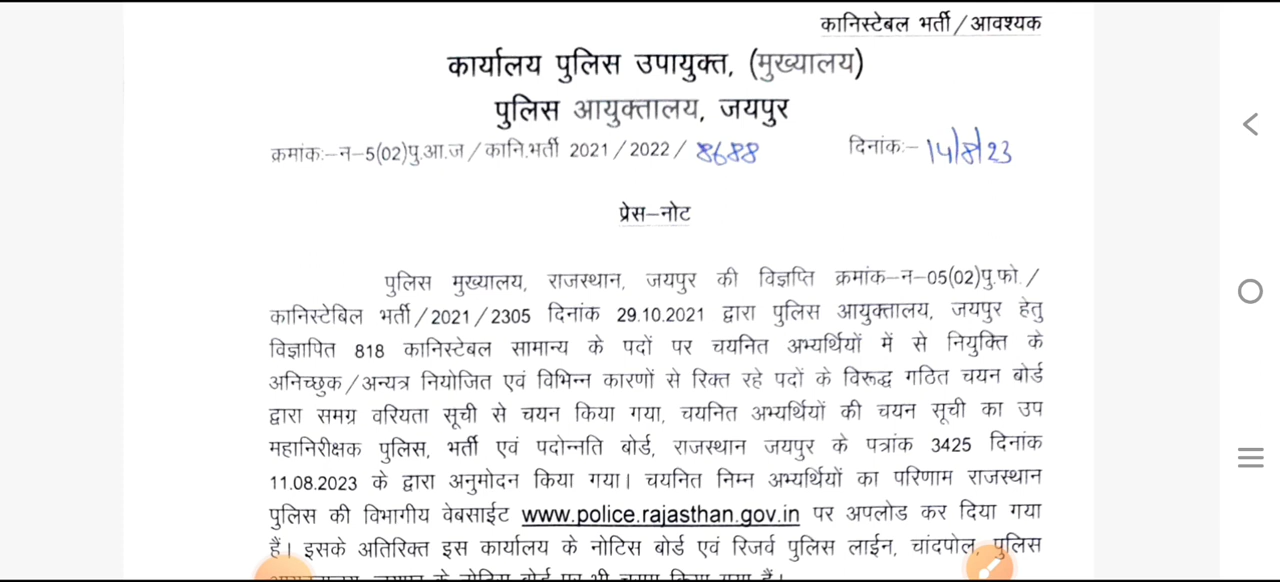 कानिस्टेबल भर्ती/आवश्यक
कार्यालय पुलिस उपायुक्त, (मुख्यालय)
पुलिस आयुक्तालय, जयपुर
क्रमांकः–न–5(02)पु.आ.ज/कानि.भर्ती 2021/2022/8688 दिनांकः– 14/8/23
प्रेस–नोट
पुलिस मुख्यालय, राजस्थान, जयपुर की विज्ञप्ति क्रमांक–न–05(02)पु.फो./
कानिस्टेबिल भर्ती/2021/2305 दिनांक 29.10.2021 द्वारा पुलिस आयुक्तालय, जयपुर हेतु
विज्ञापित 818 कानिस्टेबल सामान्य के पदों पर चयनित अभ्यर्थियों में से नियुक्ति के
अनिच्छुक/अन्यत्र नियोजित एवं विभिन्न कारणों से रिक्त रहे पदों के विरूद्ध गठित चयन बोर्ड
द्वारा समग्र वरियता सूची से चयन किया गया, चयनित अभ्यर्थियों की चयन सूची का उप
महानिरीक्षक पुलिस, भर्ती एवं पदोन्नति बोर्ड, राजस्थान जयपुर के पत्रांक 3425 दिनांक
11.08.2023 के द्वारा अनुमोदन किया गया। चयनित निम्न अभ्यर्थियों का परिणाम राजस्थान
पुलिस की विभागीय वेबसाईट www.police.rajasthan.gov.in पर अपलोड कर दिया गया
हैं। इसके अतिरिक्त इस कार्यालय के नोटिस बोर्ड एवं रिजर्व पुलिस लाईन, चांदपोल, पुलिस